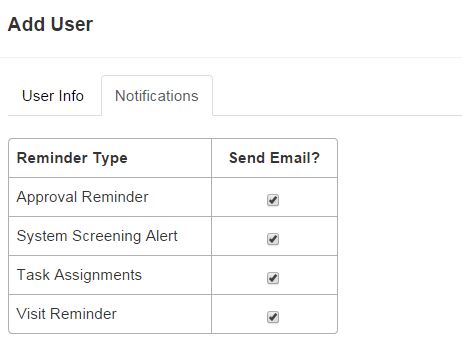 Add User
User Info Notifications
Reminder Type Send Email?
Approval Reminder
System Screening Alert
Task Assignments
Visit Reminder